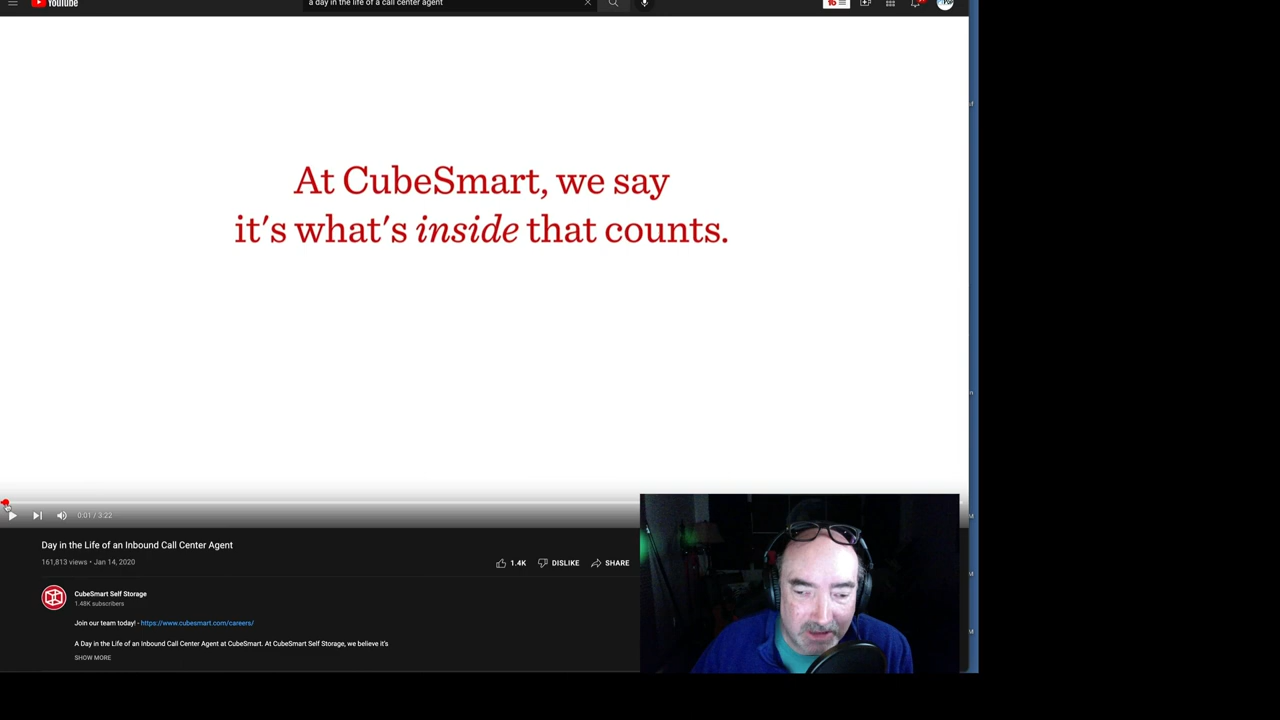 YouTube
a day in the life of a call center agent
At CubeSmart, we say
it's what's inside that counts.
0:01 / 3:22
Day in the Life of an Inbound Call Center Agent
161,813 views • Jan 14, 2020
1.4K DISLIKE SHARE
CubeSmart Self Storage
1.48K subscribers
Join our team today! - https://www.cubesmart.com/careers/
A Day in the Life of an Inbound Call Center Agent at CubeSmart. At CubeSmart Self Storage, we believe it's
SHOW MORE